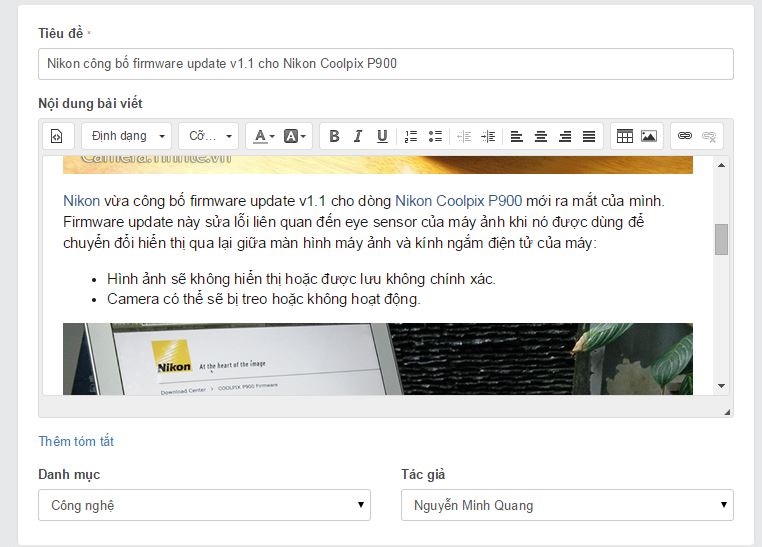 Tiêu đề *
Nikon công bố firmware update v1.1 cho Nikon Coolpix P900
Nội dung bài viết
Định dạng Cỡ... A A B I U
Camera.Tinhte.vn
Nikon vừa công bố firmware update v1.1 cho dòng Nikon Coolpix P900 mới ra mắt của mình.
Firmware update này sửa lỗi liên quan đến eye sensor của máy ảnh khi nó được dùng để
chuyển đổi hiển thị qua lại giữa màn hình máy ảnh và kính ngắm điện tử của máy:
• Hình ảnh sẽ không hiển thị hoặc được lưu không chính xác.
• Camera có thể sẽ bị treo hoặc không hoạt động.
Nikon At the heart of the image
Download Center > COOLPIX P900 Firmware
Thêm tóm tắt
Danh mục Tác giả
Công nghệ Nguyễn Minh Quang